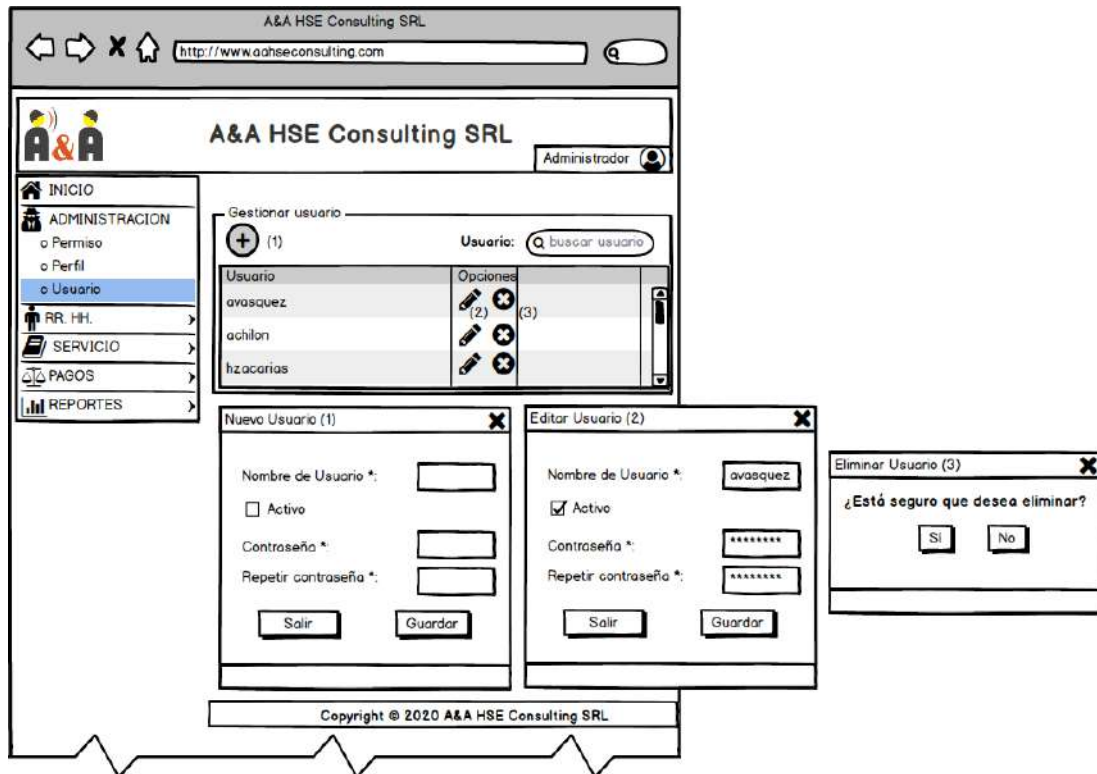 A&A HSE Consulting SRL
http://www.aahseconsulting.com
A&A
A&A HSE Consulting SRL
Administrador
INICIO
ADMINISTRACION
o Permiso
o Perfil
o Usuario
RR. HH.
SERVICIO
PAGOS
REPORTES
Gestionar usuario
(1)
Usuario: buscar usuario
Usuario Opciones
avasquez
(2) (3)
achilon
hzacarias
Nuevo Usuario (1)
Nombre de Usuario *:
Activo
Contraseña *:
Repetir contraseña *:
Salir Guardar
Editar Usuario (2)
Nombre de Usuario *: avasquez
Activo
Contraseña *: ********
Repetir contraseña *: ********
Salir Guardar
Eliminar Usuario (3)
¿Está seguro que desea eliminar?
Si No
Copyright © 2020 A&A HSE Consulting SRL